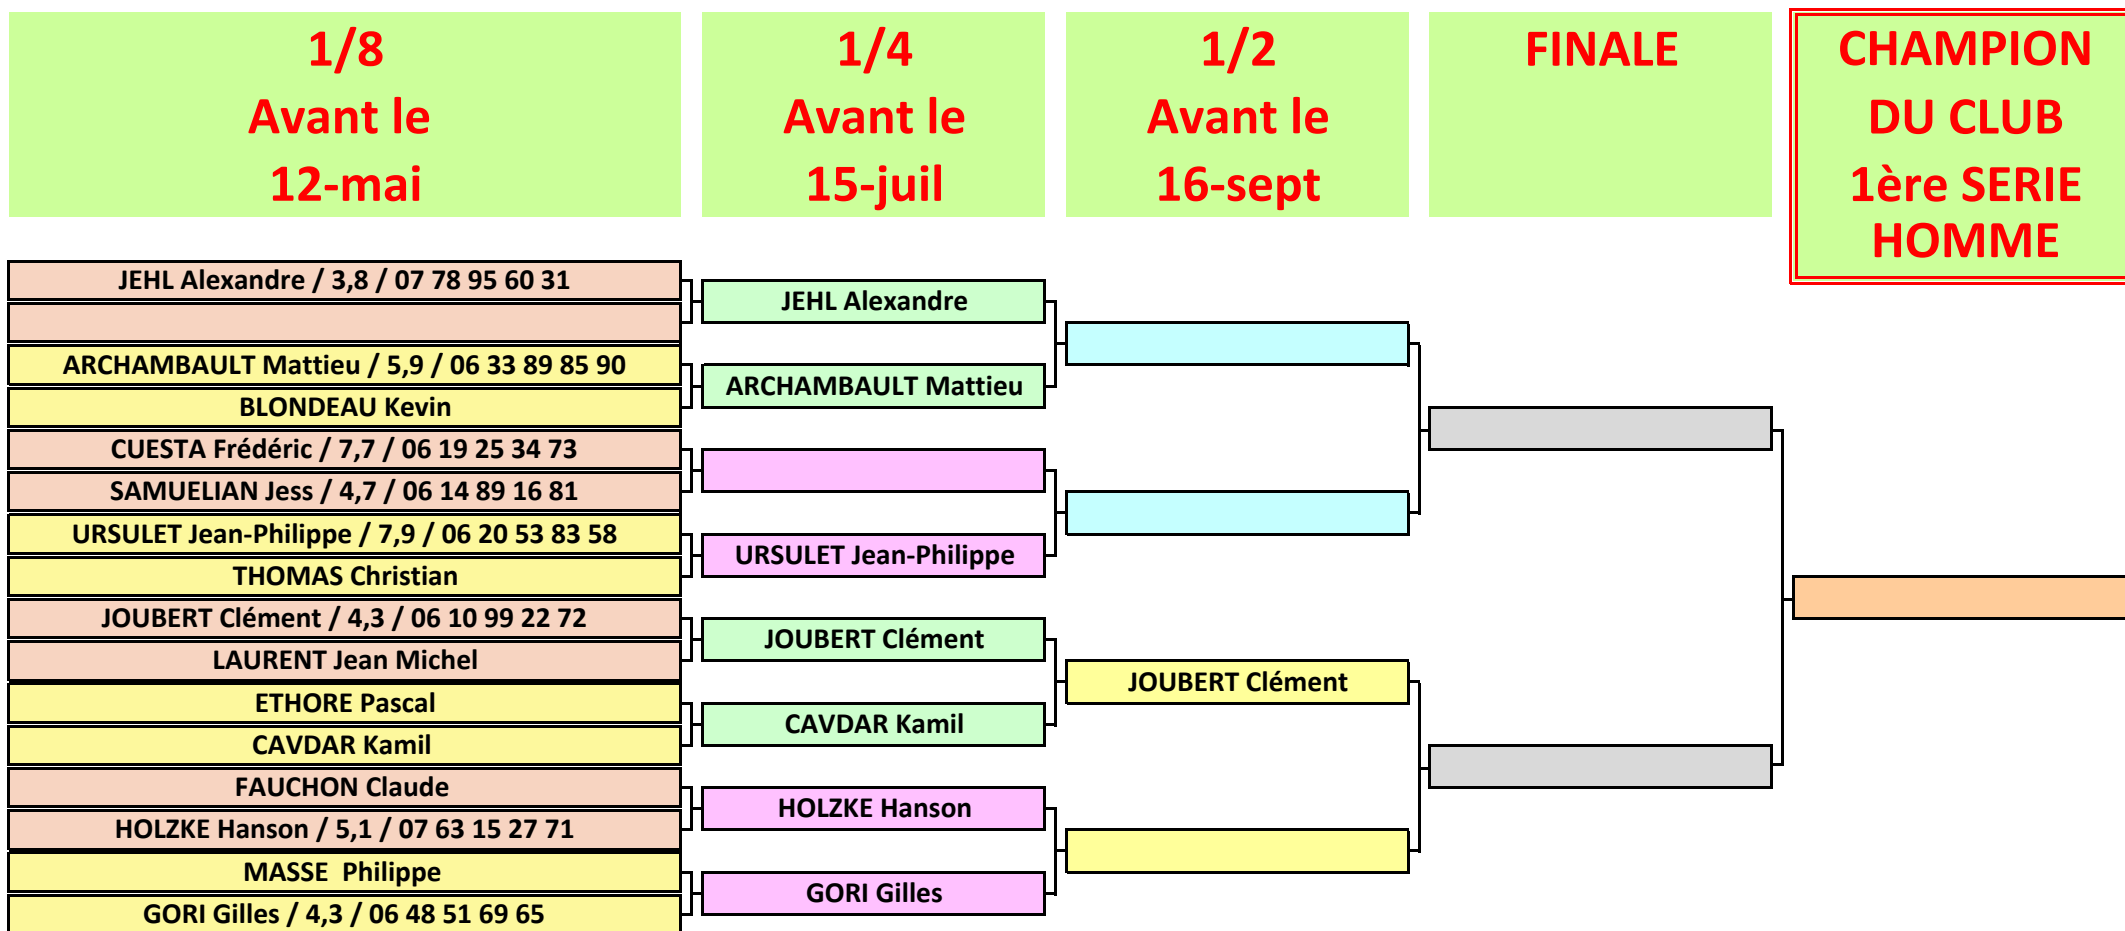 1/8
Avant le
12-mai
1/4
Avant le
15-juil
1/2
Avant le
16-sept
FINALE
CHAMPION
DU CLUB
1ère SERIE
HOMME
JEHL Alexandre / 3,8 / 07 78 95 60 31
ARCHAMBAULT Mattieu / 5,9 / 06 33 89 85 90
BLONDEAU Kevin
CUESTA Frédéric / 7,7 / 06 19 25 34 73
SAMUELIAN Jess / 4,7 / 06 14 89 16 81
URSULET Jean-Philippe / 7,9 / 06 20 53 83 58
THOMAS Christian
JOUBERT Clément / 4,3 / 06 10 99 22 72
LAURENT Jean Michel
ETHORE Pascal
CAVDAR Kamil
FAUCHON Claude
HOLZKE Hanson / 5,1 / 07 63 15 27 71
MASSE  Philippe
GORI Gilles / 4,3 / 06 48 51 69 65
JEHL Alexandre
ARCHAMBAULT Mattieu
URSULET Jean-Philippe
JOUBERT Clément
CAVDAR Kamil
HOLZKE Hanson
GORI Gilles
JOUBERT Clément